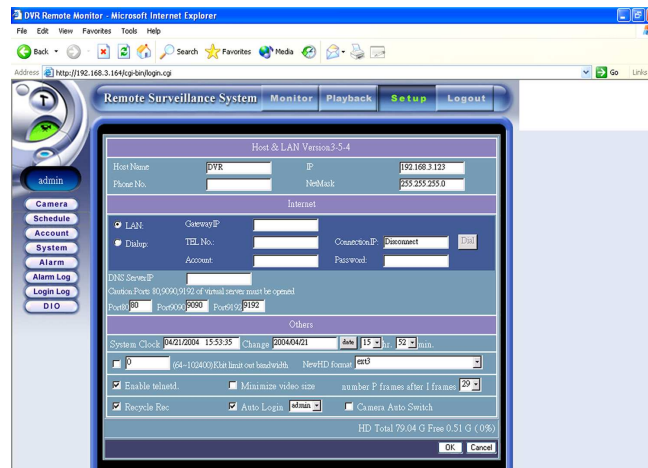 DVR Remote Monitor - Microsoft Internet Explorer
File Edit View Favorites Tools Help
Back Search Favorites Media
Address http://192.168.3.164/cgi-bin/login.cgi Go Links
Remote Surveillance System Monitor Playback Setup Logout
admin
Camera
Schedule
Account
System
Alarm
Alarm Log
Login Log
DIO
Host & LAN Version3-5-4
Host Name DVR IP 192.168.3.123
Phone No. NetMask 255.255.255.0
Internet
LAN: GatewayIP
Dialup: TEL No.: ConnectionIP: Disconnect Dial
Account: Password:
DNS ServerIP
Caution:Ports 80,9090,9192 of virtual server must be opened
Port80 80 Port9090 9090 Port9192 9192
Others
System Clock 04/21/2004 15:53:35 Change 2004/04/21 date 15 hr. 52 min.
0 (64~102400)Kbit limit out bandwidth NewHD format ext3
Enable telnetd. Minimize video size number P frames after I frames 29
Recycle Rec Auto Login admin Camera Auto Switch
HD Total 79.04 G Free 0.51 G ( 0%)
OK Cancel